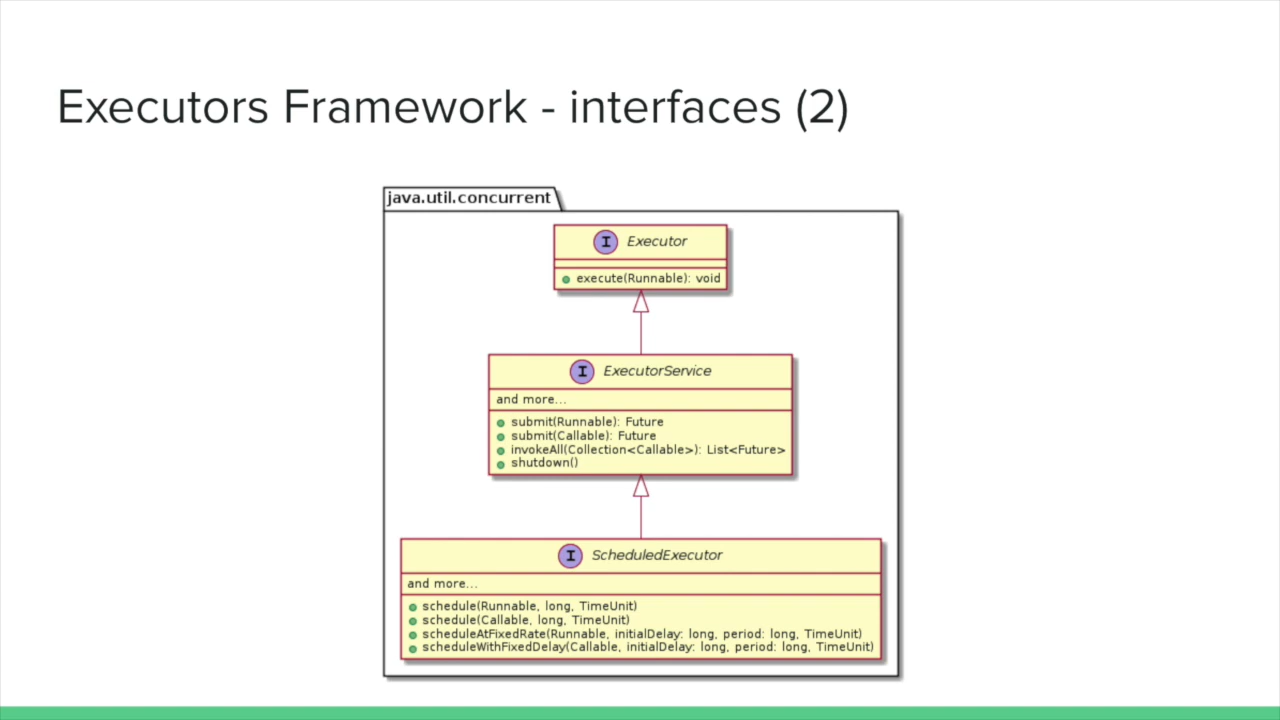 Executors Framework - interfaces (2)
java.util.concurrent
I Executor
execute(Runnable): void
I ExecutorService
and more...
submit(Runnable): Future
submit(Callable): Future
invokeAll(Collection<Callable>): List<Future>
shutdown()
I ScheduledExecutor
and more...
schedule(Runnable, long, TimeUnit)
schedule(Callable, long, TimeUnit)
scheduleAtFixedRate(Runnable, initialDelay: long, period: long, TimeUnit)
scheduleWithFixedDelay(Callable, initialDelay: long, period: long, TimeUnit)